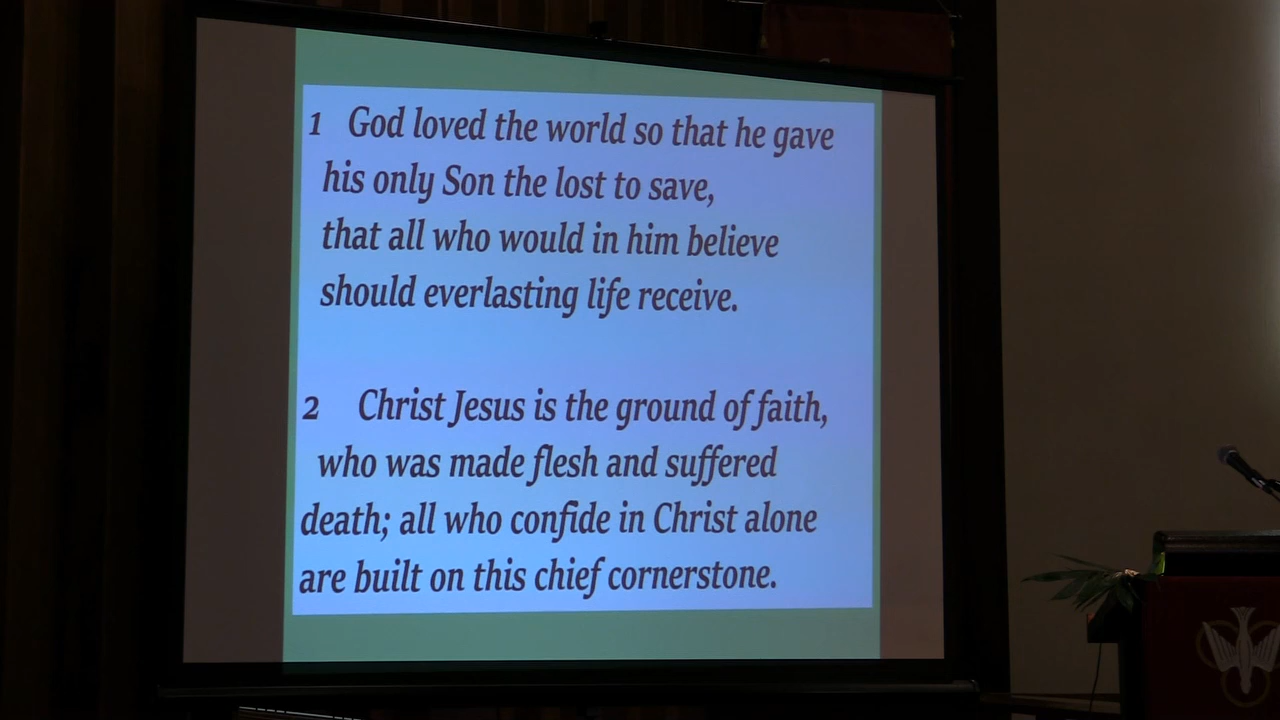 1 God loved the world so that he gave
his only Son the lost to save,
that all who would in him believe
should everlasting life receive.
2 Christ Jesus is the ground of faith,
who was made flesh and suffered
death; all who confide in Christ alone
are built on this chief cornerstone.